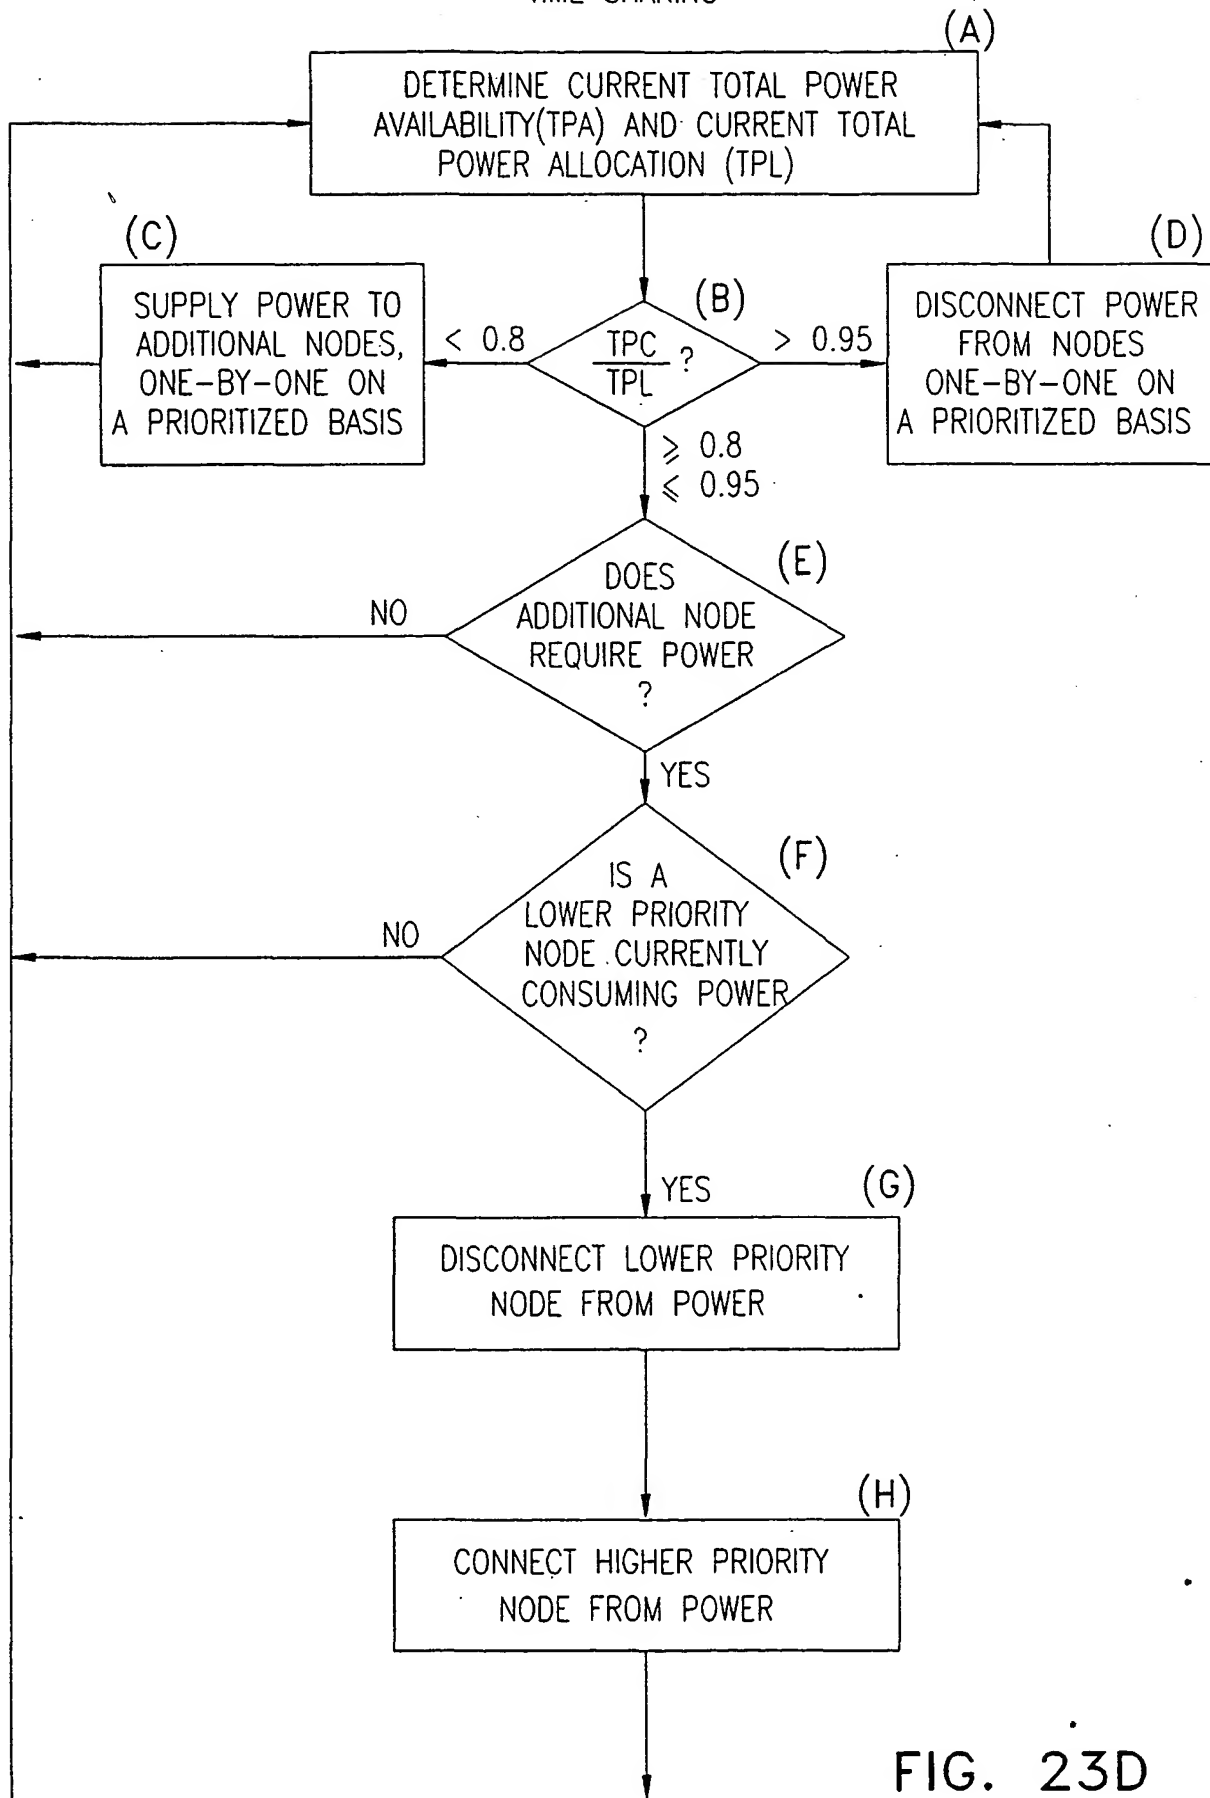 (A)
DETERMINE CURRENT TOTAL POWER
AVAILABILITY(TPA) AND CURRENT TOTAL
POWER ALLOCATION (TPL)
(C)
SUPPLY POWER TO
ADDITIONAL NODES,
ONE-BY-ONE ON
A PRIORITIZED BASIS
< 0.8
(B)
TPC
TPL
?
> 0.95
(D)
DISCONNECT POWER
FROM NODES
ONE-BY-ONE ON
A PRIORITIZED BASIS
⩾ 0.8
⩽ 0.95
(E)
DOES
ADDITIONAL NODE
REQUIRE POWER
?
NO
YES
(F)
IS A
LOWER PRIORITY
NODE CURRENTLY
CONSUMING POWER
?
NO
YES
(G)
DISCONNECT LOWER PRIORITY
NODE FROM POWER
(H)
CONNECT HIGHER PRIORITY
NODE FROM POWER
FIG. 23D